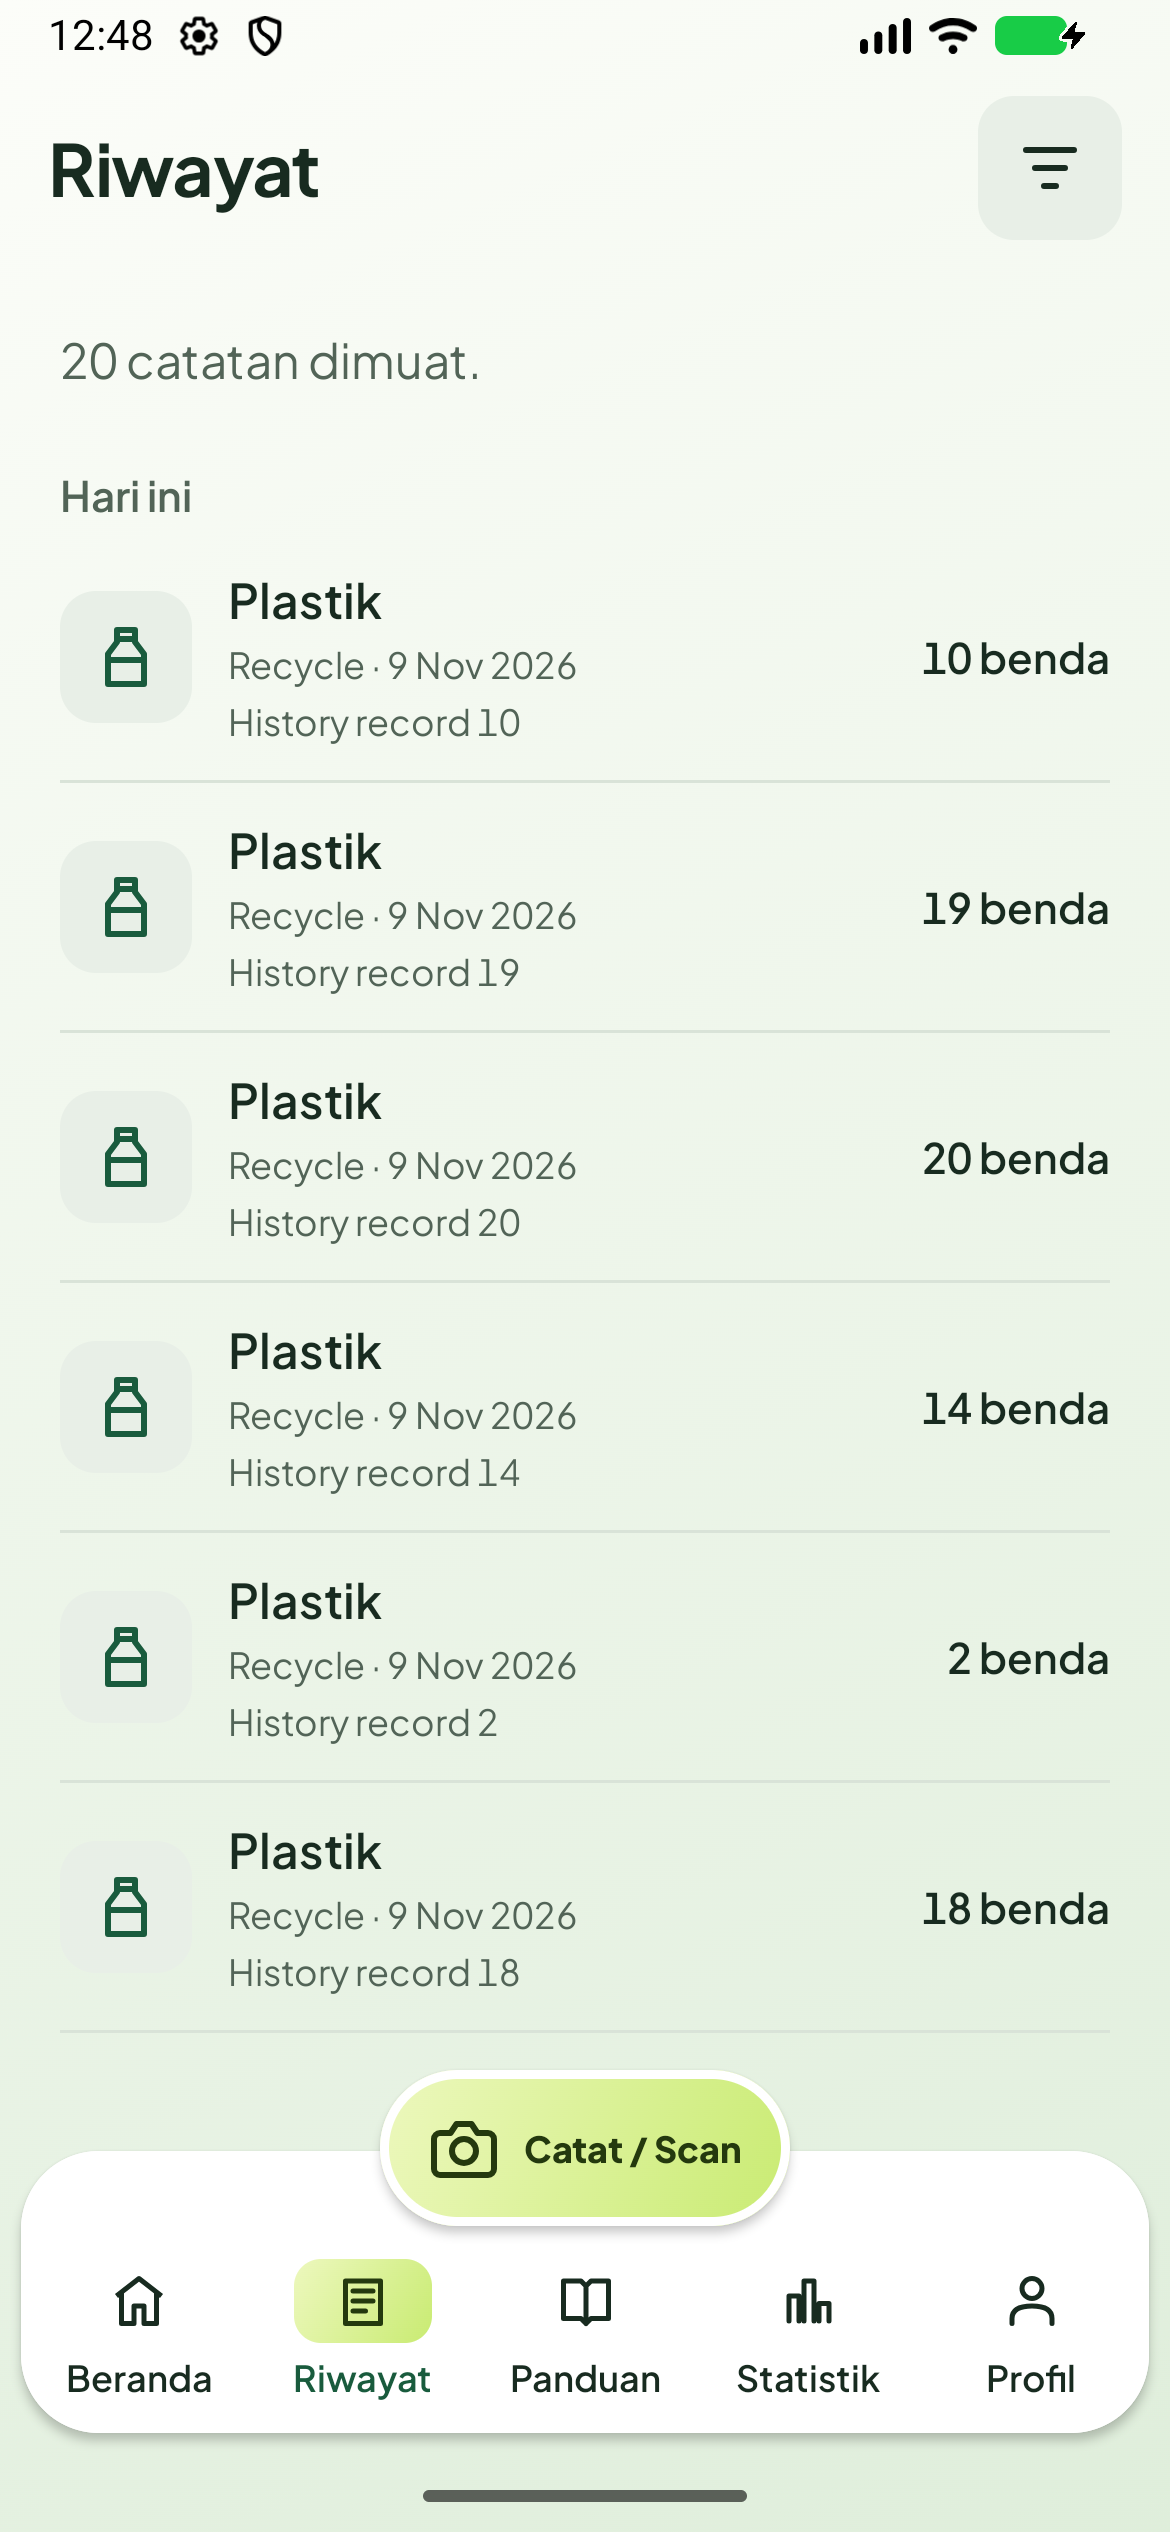 12:48
Riwayat
20 catatan dimuat.
Hari ini
Plastik
Recycle · 9 Nov 2026
History record 10
10 benda
Plastik
Recycle · 9 Nov 2026
History record 19
19 benda
Plastik
Recycle · 9 Nov 2026
History record 20
20 benda
Plastik
Recycle · 9 Nov 2026
History record 14
14 benda
Plastik
Recycle · 9 Nov 2026
History record 2
2 benda
Plastik
Recycle · 9 Nov 2026
History record 18
18 benda
Catat / Scan
Beranda
Riwayat
Panduan
Statistik
Profil